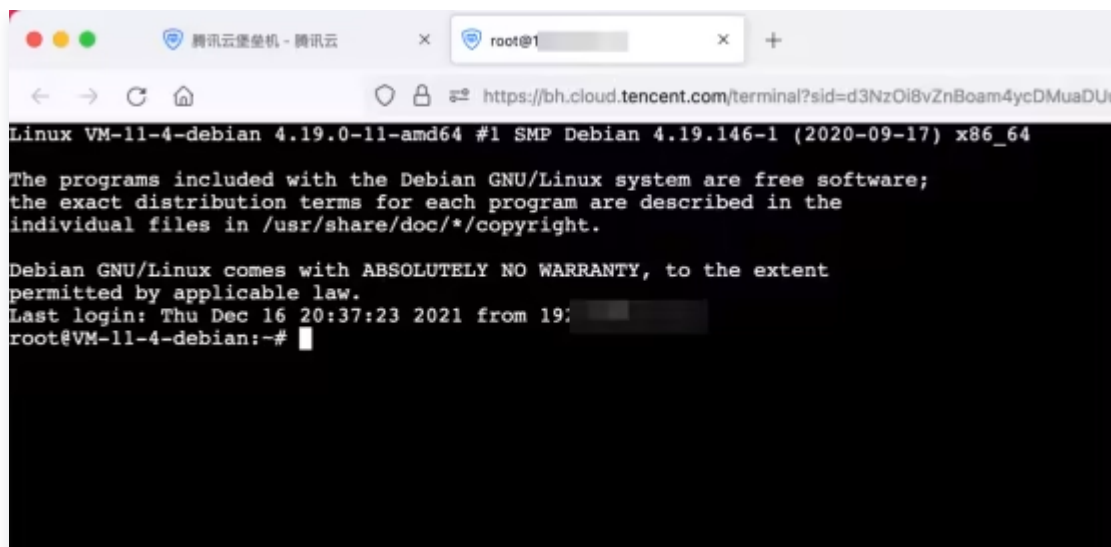 腾讯云堡垒机 - 腾讯云
root@1
https://bh.cloud.tencent.com/terminal?sid=d3NzOi8vZnBoam4ycDMuaDU
Linux VM-11-4-debian 4.19.0-11-amd64 #1 SMP Debian 4.19.146-1 (2020-09-17) x86_64
The programs included with the Debian GNU/Linux system are free software;
the exact distribution terms for each program are described in the
individual files in /usr/share/doc/*/copyright.
Debian GNU/Linux comes with ABSOLUTELY NO WARRANTY, to the extent
permitted by applicable law.
Last login: Thu Dec 16 20:37:23 2021 from 19
root@VM-11-4-debian:~#